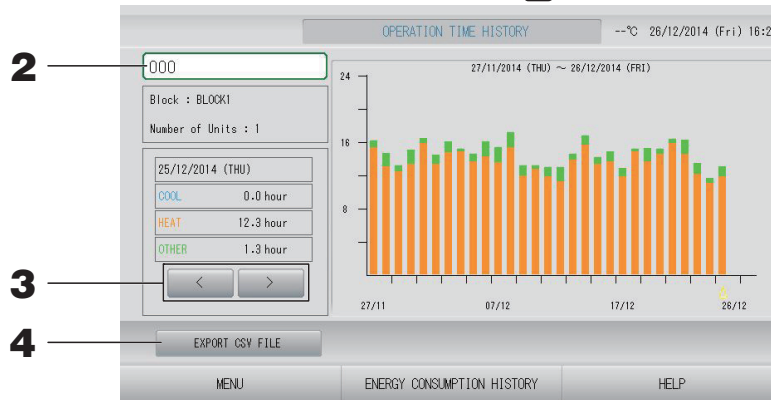 OPERATION TIME HISTORY
--℃ 26/12/2014 (Fri) 16:2
2
000
Block : BLOCK1
Number of Units : 1
25/12/2014 (THU)
COOL 0.0 hour
HEAT 12.3 hour
OTHER 1.3 hour
3
< >
27/11/2014 (THU) ~ 26/12/2014 (FRI)
24
16
8
27/11 07/12 17/12 26/12
4
EXPORT CSV FILE
MENU
ENERGY CONSUMPTION HISTORY
HELP